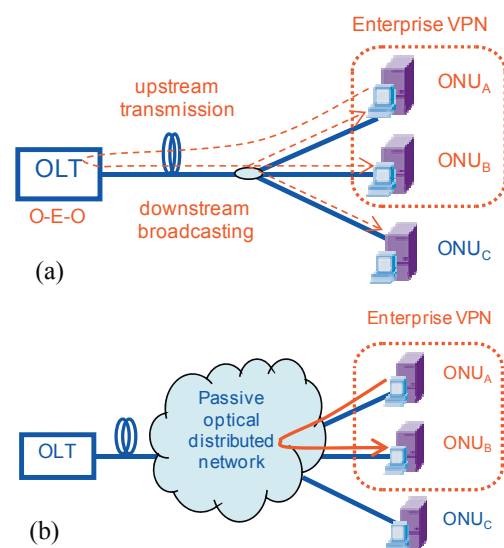 Enterprise VPN
upstream
transmission
ONU_A
OLT
ONU_B
O-E-O
downstream
broadcasting
ONU_C
(a)
Enterprise VPN
ONU_A
Passive
optical
distributed
network
OLT
ONU_B
ONU_C
(b)